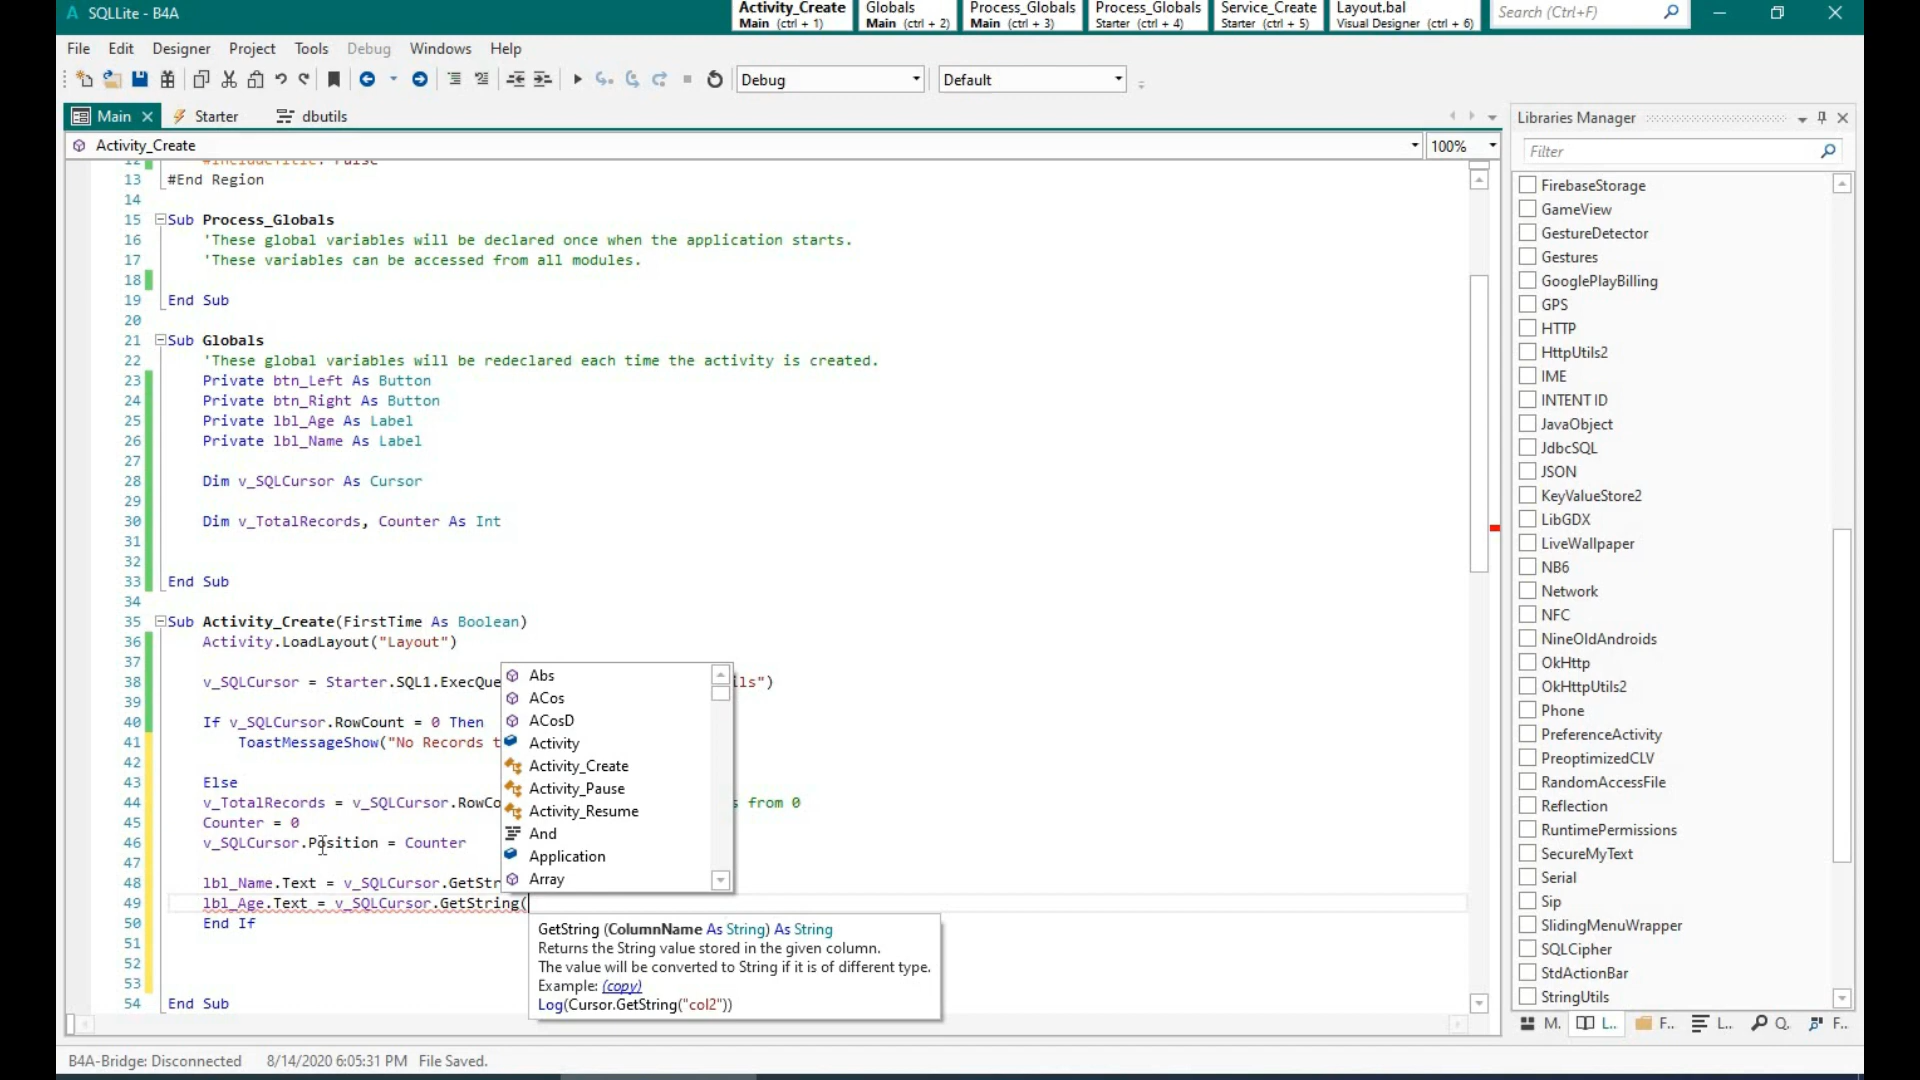 SQLLite - B4A
Activity_Create
Main (ctrl + 1)
Globals
Main (ctrl + 2)
Process_Globals
Main (ctrl + 3)
Process_Globals
Starter (ctrl + 4)
Service_Create
Starter (ctrl + 5)
Layout.bal
Visual Designer (ctrl + 6)
Search (Ctrl+F)
File Edit Designer Project Tools Debug Windows Help
Debug Default
Main Starter dbutils
Activity_Create 100%
12 #IncludeTitle: False
13 #End Region
14
15 Sub Process_Globals
16 'These global variables will be declared once when the application starts.
17 'These variables can be accessed from all modules.
18
19 End Sub
20
21 Sub Globals
22 'These global variables will be redeclared each time the activity is created.
23 Private btn_Left As Button
24 Private btn_Right As Button
25 Private lbl_Age As Label
26 Private lbl_Name As Label
27
28 Dim v_SQLCursor As Cursor
29
30 Dim v_TotalRecords, Counter As Int
31
32
33 End Sub
34
35 Sub Activity_Create(FirstTime As Boolean)
36 Activity.LoadLayout("Layout")
37
38 v_SQLCursor = Starter.SQL1.ExecQue ils")
39
40 If v_SQLCursor.RowCount = 0 Then
41 ToastMessageShow("No Records t
42
43 Else
44 v_TotalRecords = v_SQLCursor.RowCo s from 0
45 Counter = 0
46 v_SQLCursor.Position = Counter
47
48 lbl_Name.Text = v_SQLCursor.GetStr
49 lbl_Age.Text = v_SQLCursor.GetString(
50 End If
51
52
53
54 End Sub
Abs
ACos
ACosD
Activity
Activity_Create
Activity_Pause
Activity_Resume
And
Application
Array
GetString (ColumnName As String) As String
Returns the String value stored in the given column.
The value will be converted to String if it is of different type.
Example: (copy)
Log(Cursor.GetString("col2"))
Libraries Manager
Filter
FirebaseStorage
GameView
GestureDetector
Gestures
GooglePlayBilling
GPS
HTTP
HttpUtils2
IME
INTENT ID
JavaObject
JdbcSQL
JSON
KeyValueStore2
LibGDX
LiveWallpaper
NB6
Network
NFC
NineOldAndroids
OkHttp
OkHttpUtils2
Phone
PreferenceActivity
PreoptimizedCLV
RandomAccessFile
Reflection
RuntimePermissions
SecureMyText
Serial
Sip
SlidingMenuWrapper
SQLCipher
StdActionBar
StringUtils
M. L.. F.. L.. Q. F..
B4A-Bridge: Disconnected 8/14/2020 6:05:31 PM File Saved.